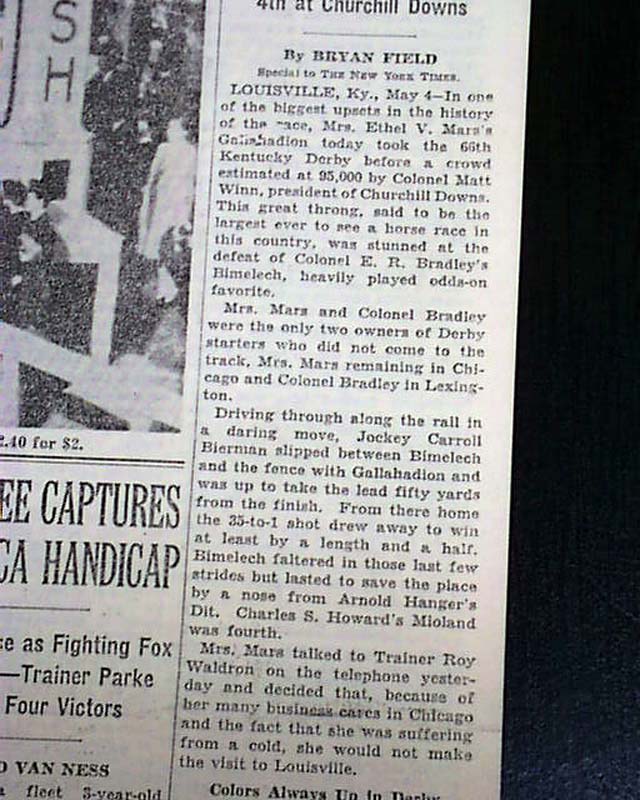 SH
4th at Churchill Downs
By BRYAN FIELD
Special to THE NEW YORK TIMES.
LOUISVILLE, Ky., May 4—In one
of the biggest upsets in the history
of the race, Mrs. Ethel V. Mars's
Gallahadion today took the 66th
Kentucky Derby before a crowd
estimated at 95,000 by Colonel Matt
Winn, president of Churchill Downs.
This great throng, said to be the
largest ever to see a horse race in
this country, was stunned at the
defeat of Colonel E. R. Bradley's
Bimelech, heavily played odds-on
favorite.
Mrs. Mars and Colonel Bradley
were the only two owners of Derby
starters who did not come to the
track, Mrs. Mars remaining in Chi-
cago and Colonel Bradley in Lexing-
ton.
Driving through along the rail in
a daring move, Jockey Carroll
Bierman slipped between Bimelech
and the fence with Gallahadion and
was up to take the lead fifty yards
from the finish. From there home
the 35-to-1 shot drew away to win
at least by a length and a half.
Bimelech faltered in those last few
strides but lasted to save the place
by a nose from Arnold Hanger's
Dit. Charles S. Howard's Mioland
was fourth.
Mrs. Mars talked to Trainer Roy
Waldron on the telephone yester-
day and decided that, because of
her many business cares in Chicago
and the fact that she was suffering
from a cold, she would not make
the visit to Louisville.
Colors Always Up in Derby
2.40 for $2.
EE CAPTURES
CA HANDICAP
ce as Fighting Fox
—Trainer Parke
Four Victors
VAN NESS
fleet 3-year-old